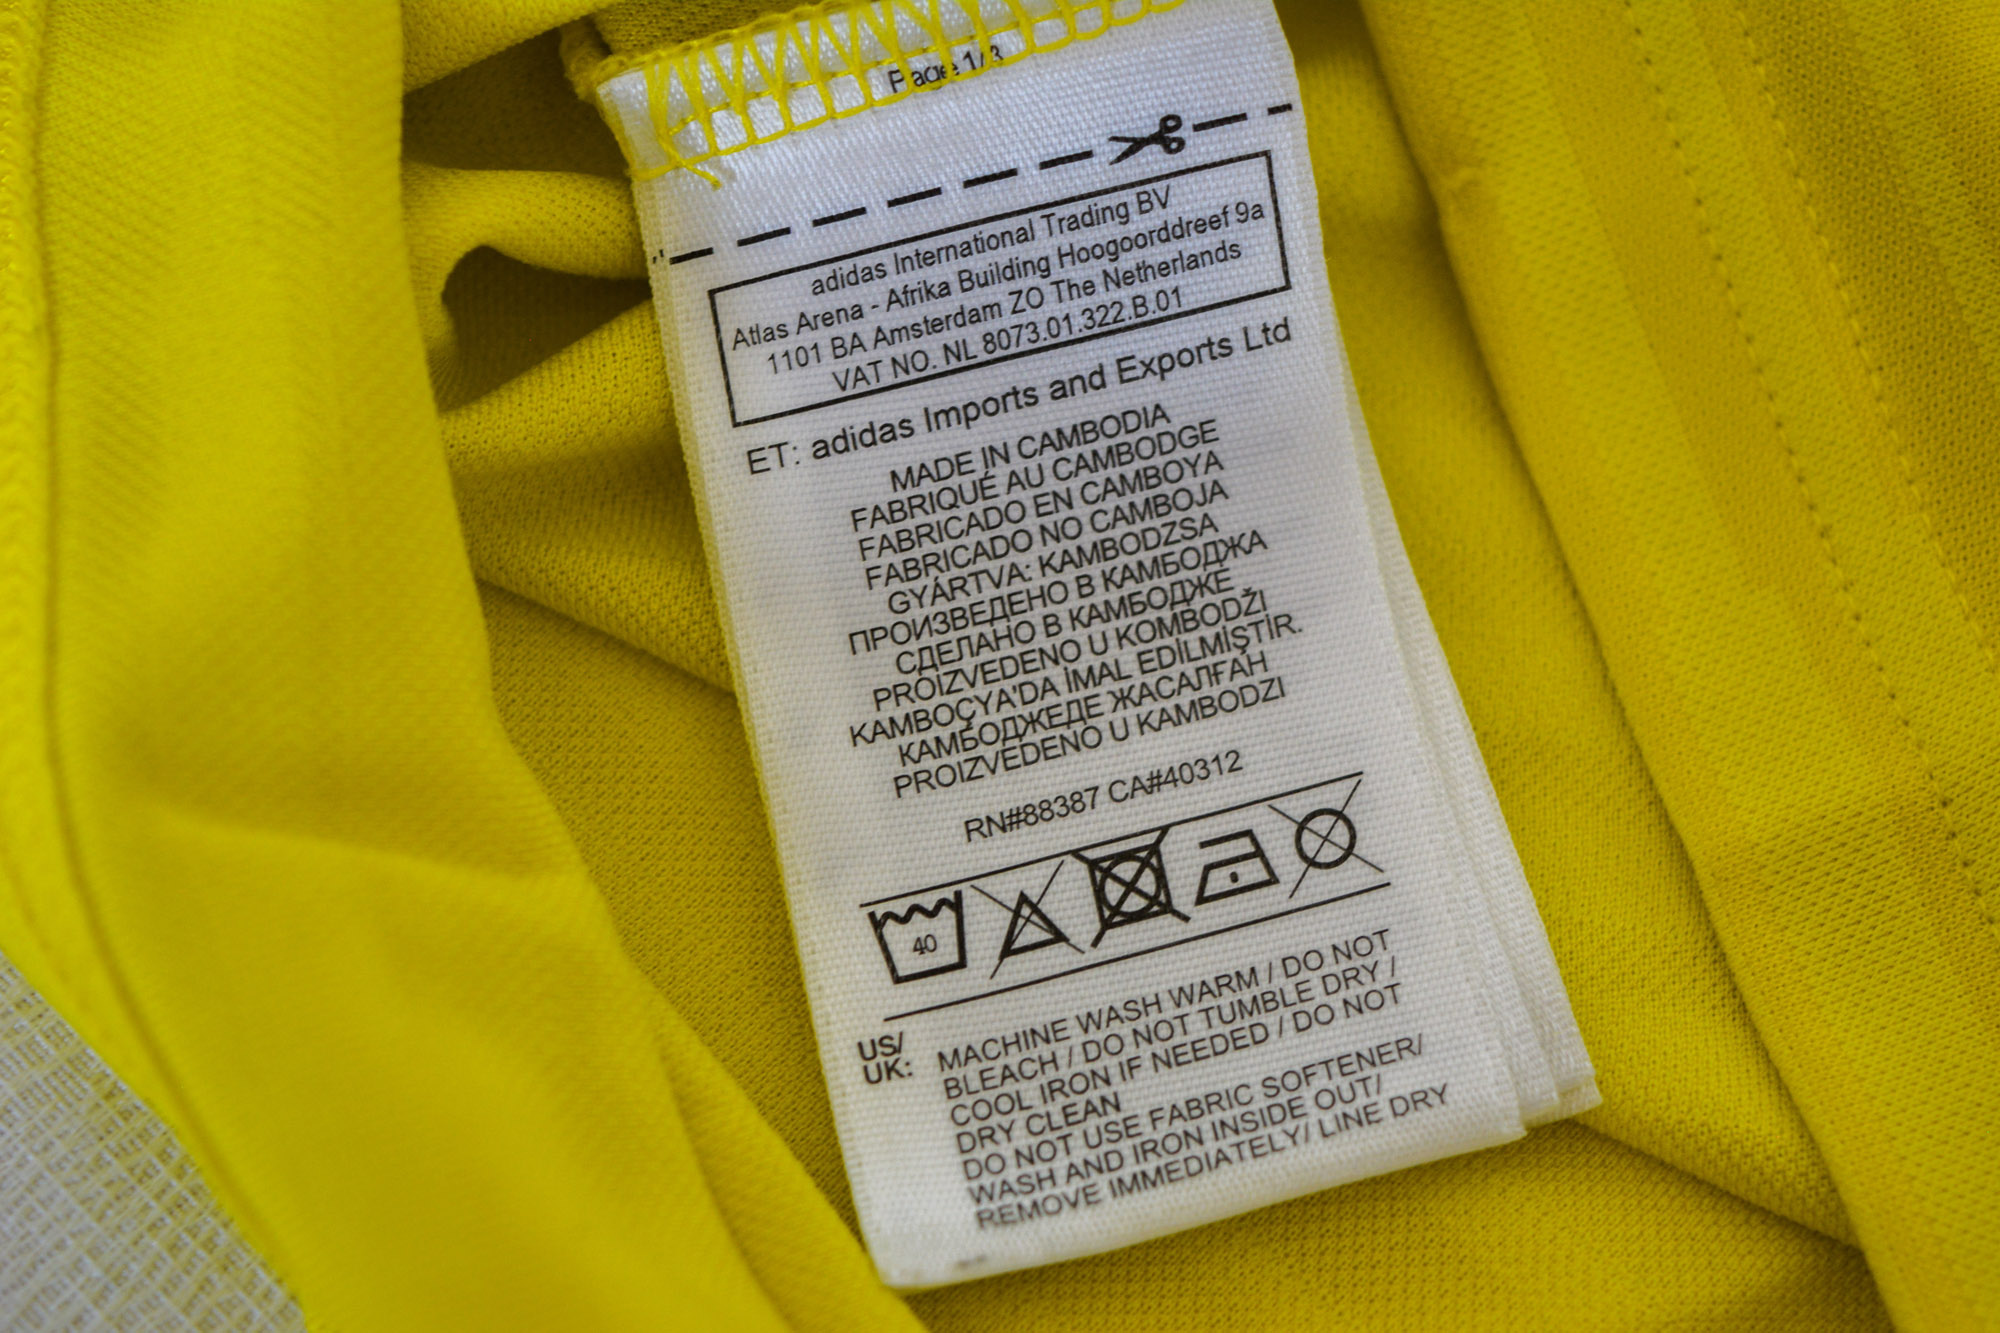 Page 1/3
adidas International Trading BV
Atlas Arena - Afrika Building Hoogoorddreef 9a
1101 BA Amsterdam ZO The Netherlands
VAT NO. NL 8073.01.322.B.01
ET: adidas Imports and Exports Ltd
MADE IN CAMBODIA
FABRIQUÉ AU CAMBODGE
FABRICADO EN CAMBOYA
FABRICADO NO CAMBOJA
GYÁRTVA: KAMBODZSA
ПРОИЗВЕДЕНО В КАМБОДЖА
СДЕЛАНО В КАМБОДЖЕ
PROIZVEDENO U KOMBODŽI
KAMBOÇYA'DA İMAL EDİLMİŞTİR.
КАМБОДЖЕДЕ ЖАСАЛҒАН
PROIZVEDENO U KAMBODZI
RN#88387 CA#40312
40
US/
UK:
MACHINE WASH WARM / DO NOT
BLEACH / DO NOT TUMBLE DRY /
COOL IRON IF NEEDED / DO NOT
DRY CLEAN
DO NOT USE FABRIC SOFTENER/
WASH AND IRON INSIDE OUT/
REMOVE IMMEDIATELY/ LINE DRY